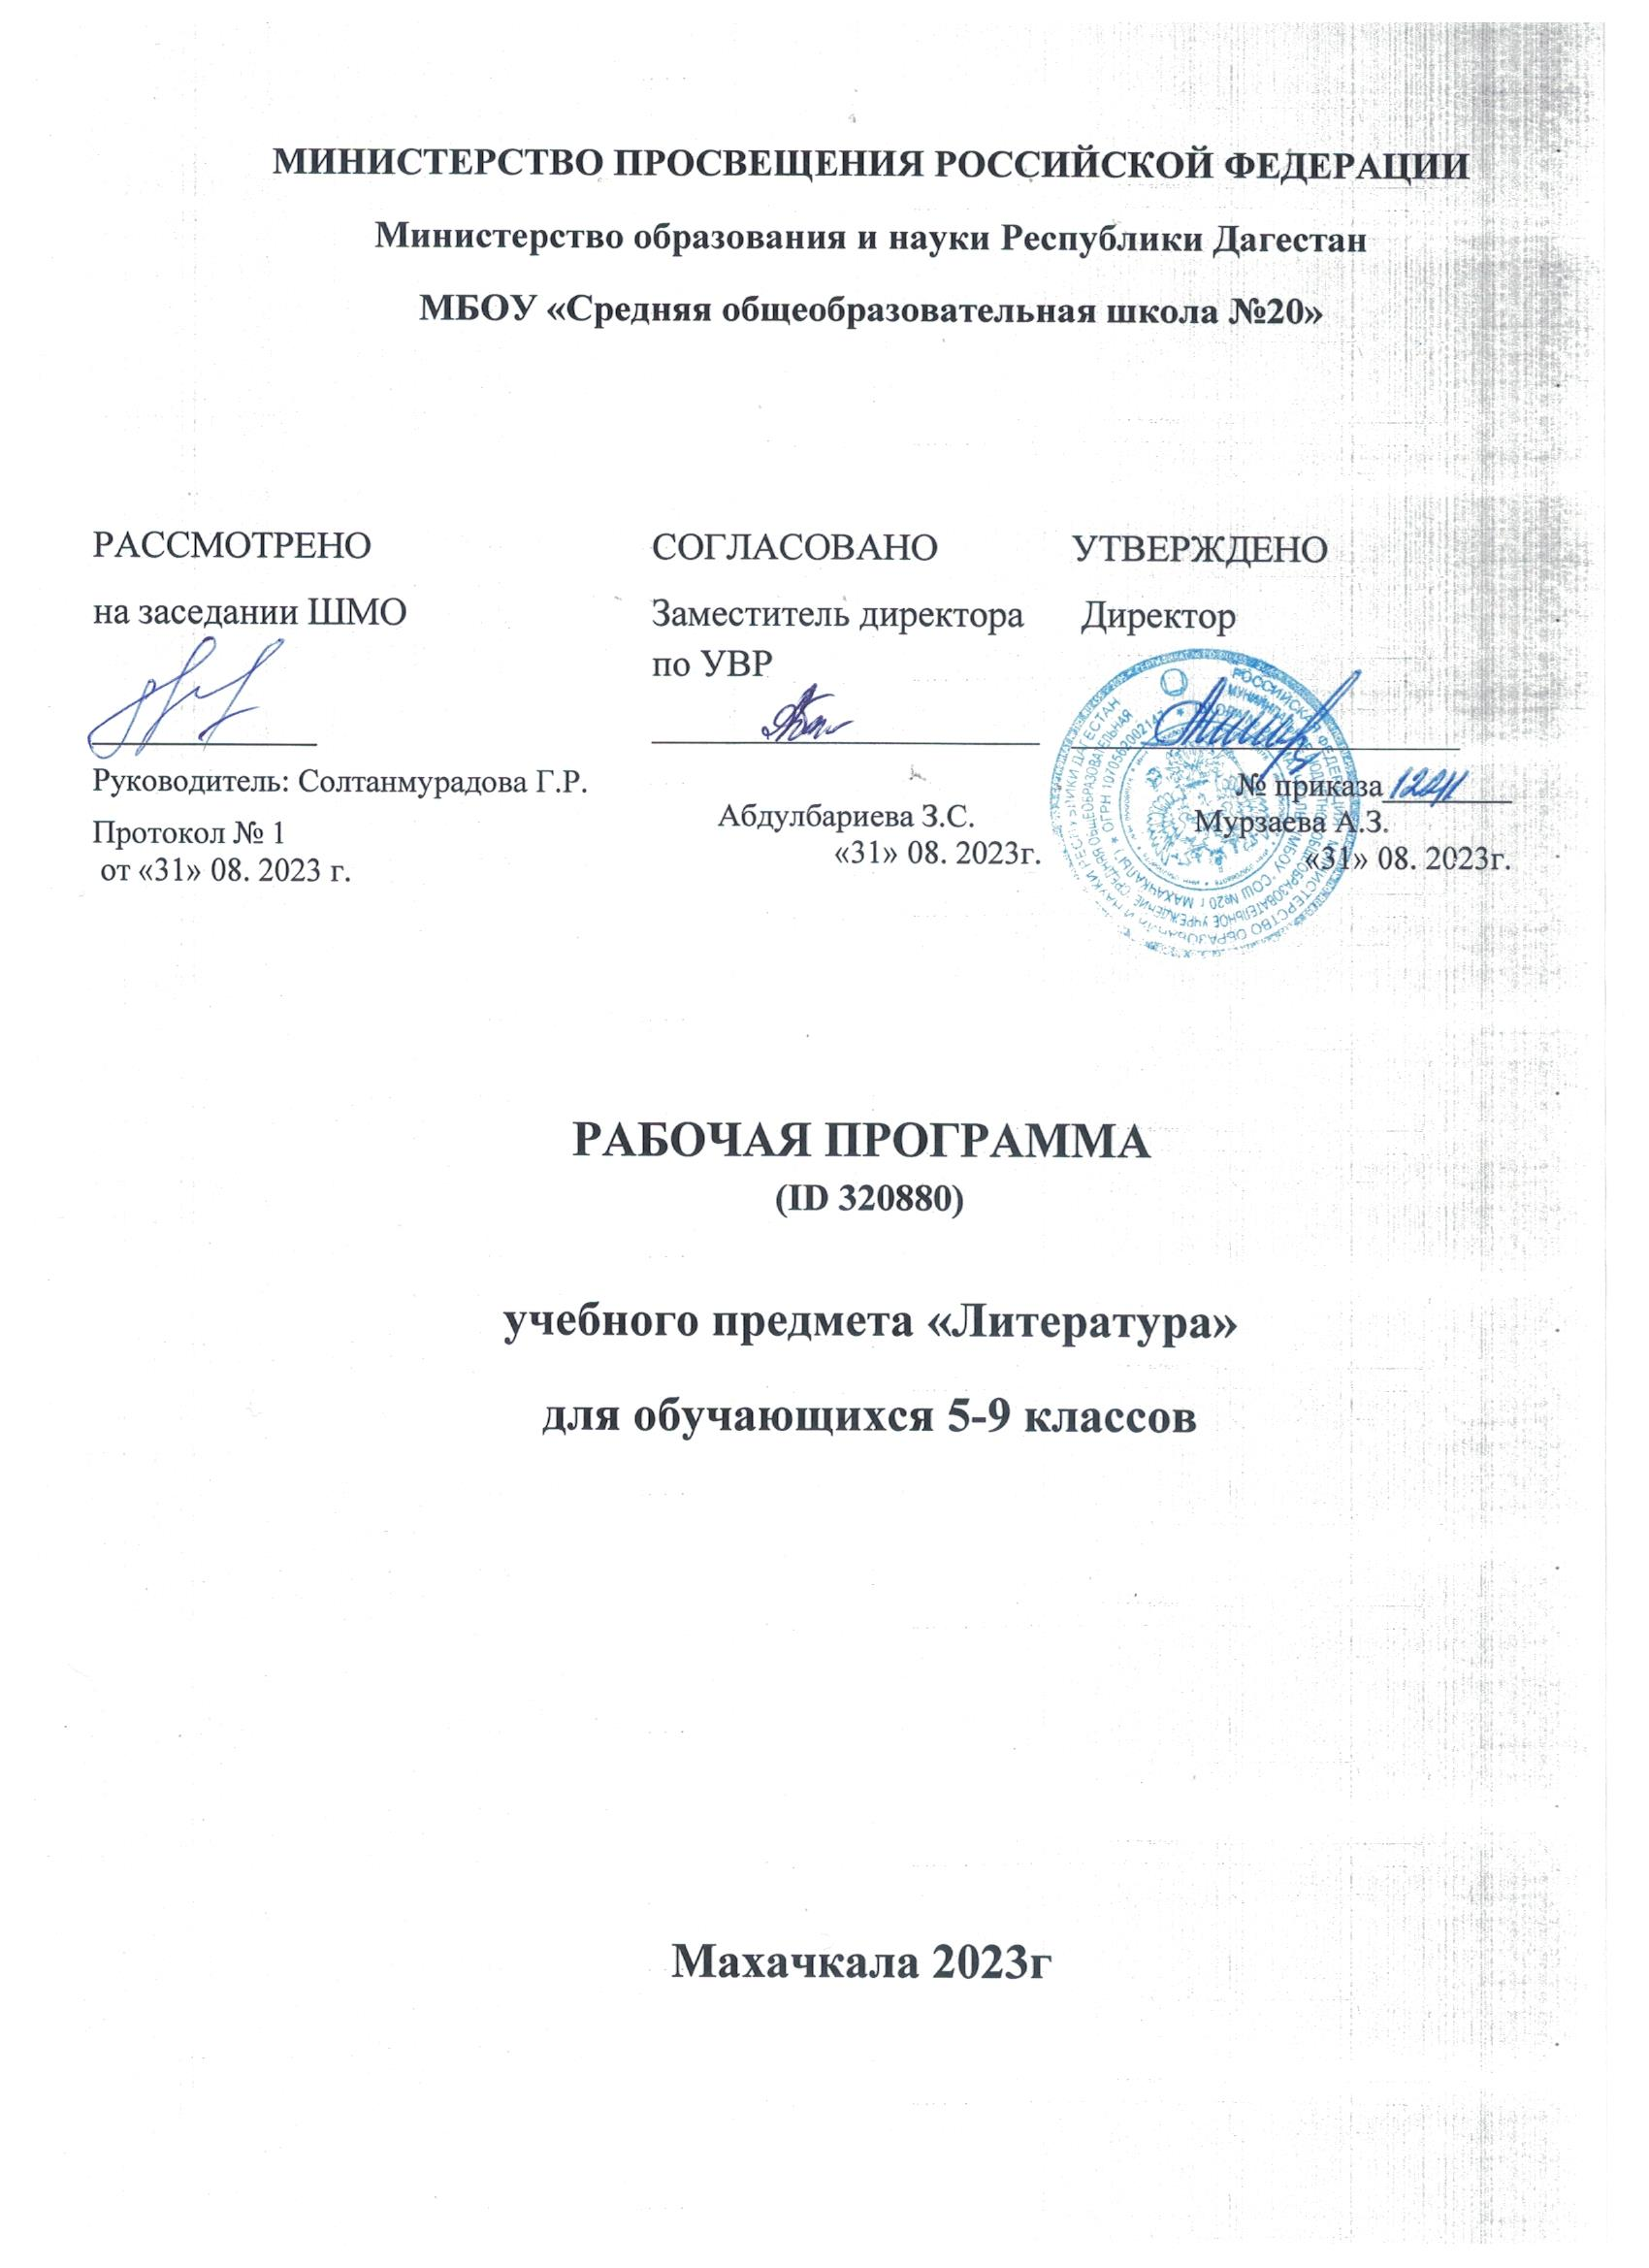 МИНИСТЕРСТВО ПРОСВЕЩЕНИЯ РОССИЙСКОЙ ФЕДЕРАЦИИ
Министерство образования и науки Республики Дагестан
МБОУ «Средняя общеобразовательная школа №20»
РАССМОТРЕНО
на заседании ШМО
Руководитель: Солтанмурадова Г.Р.
Протокол № 1
от «31» 08. 2023 г.
СОГЛАСОВАНО
Заместитель директора
по УВР
Абдулбариева З.С.
«31» 08. 2023г.
УТВЕРЖДЕНО
Директор
№ приказа
Мурзаева А.З.
«31» 08. 2023г.
РАБОЧАЯ ПРОГРАММА
(ID 320880)
учебного предмета «Литература»
для обучающихся 5-9 классов
Махачкала 2023г